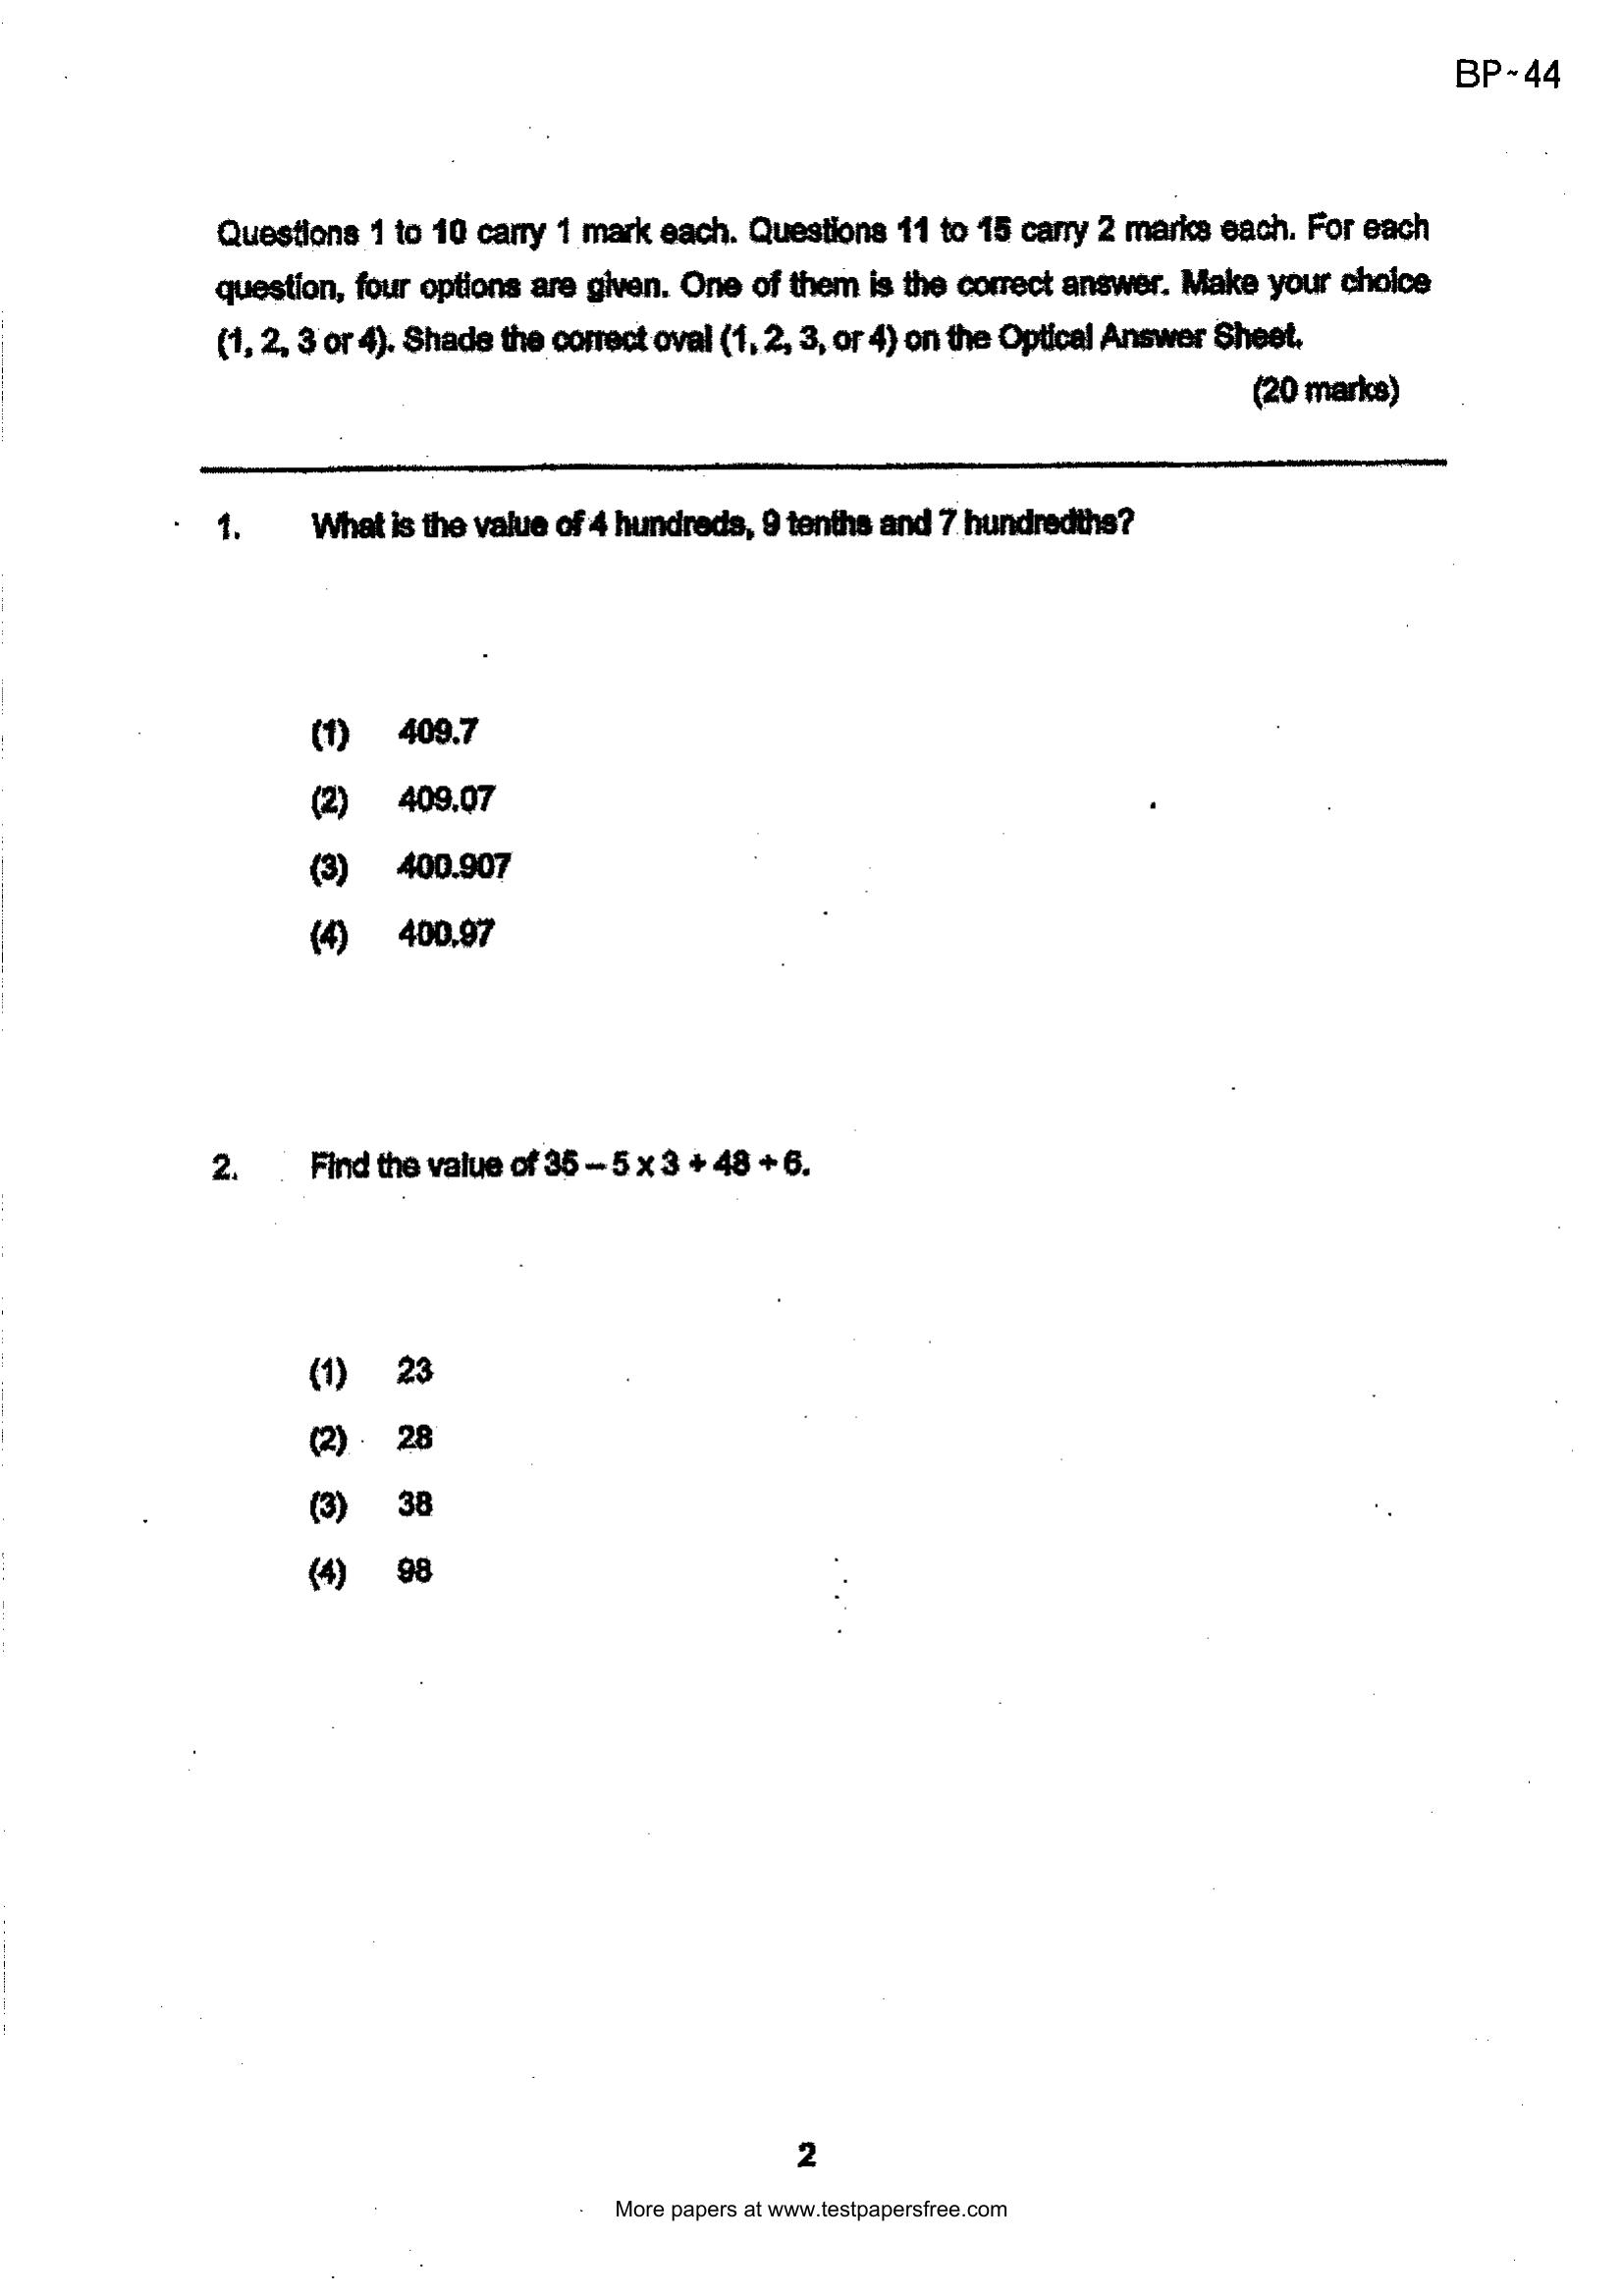 BP~44
Questions 1 to 10 carry 1 mark each. Questions 11 to 15 carry 2 marks each. For each
question, four options are given. One of them is the correct answer. Make your choice
(1, 2, 3 or 4). Shade the correct oval (1, 2, 3, or 4) on the Optical Answer Sheet.
(20 marks)
1. What is the value of 4 hundreds, 9 tenths and 7 hundredths?
(1) 409.7
(2) 409.07
(3) 400.907
(4) 400.97
2. Find the value of 35 – 5 x 3 + 48 ÷ 6.
(1) 23
(2) 28
(3) 38
(4) 98
2
More papers at www.testpapersfree.com